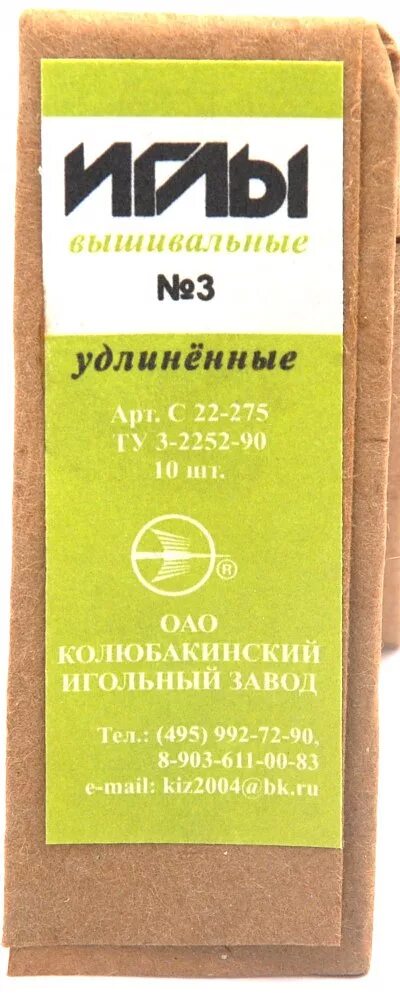 ИГЛЫ
вышивальные
№3
удлинённые
Арт. С 22-275
ТУ 3-2252-90
10 шт.
®
ОАО
КОЛЮБАКИНСКИЙ
ИГОЛЬНЫЙ ЗАВОД
Тел.: (495) 992-72-90,
8-903-611-00-83
e-mail: kiz2004@bk.ru